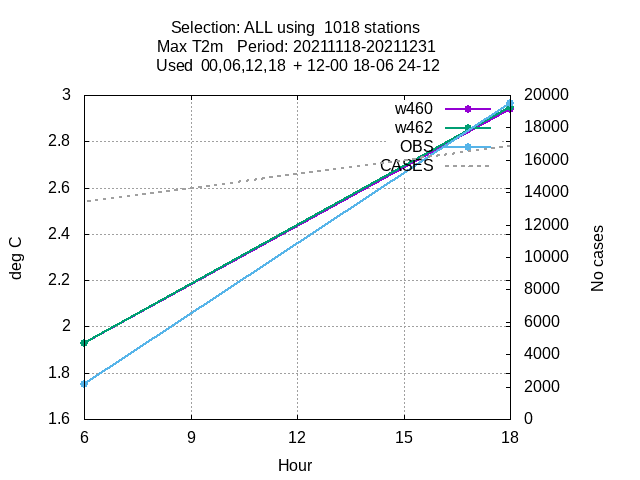 Selection: ALL using  1018 stations
Max T2m   Period: 20211118-20211231
Used  00,06,12,18  + 12-00 18-06 24-12
3
2.8
2.6
2.4
2.2
2
1.8
1.6
20000
18000
16000
14000
12000
10000
8000
6000
4000
2000
0
w460
w462
OBS
CASES
deg C
No cases
6
9
12
15
18
Hour